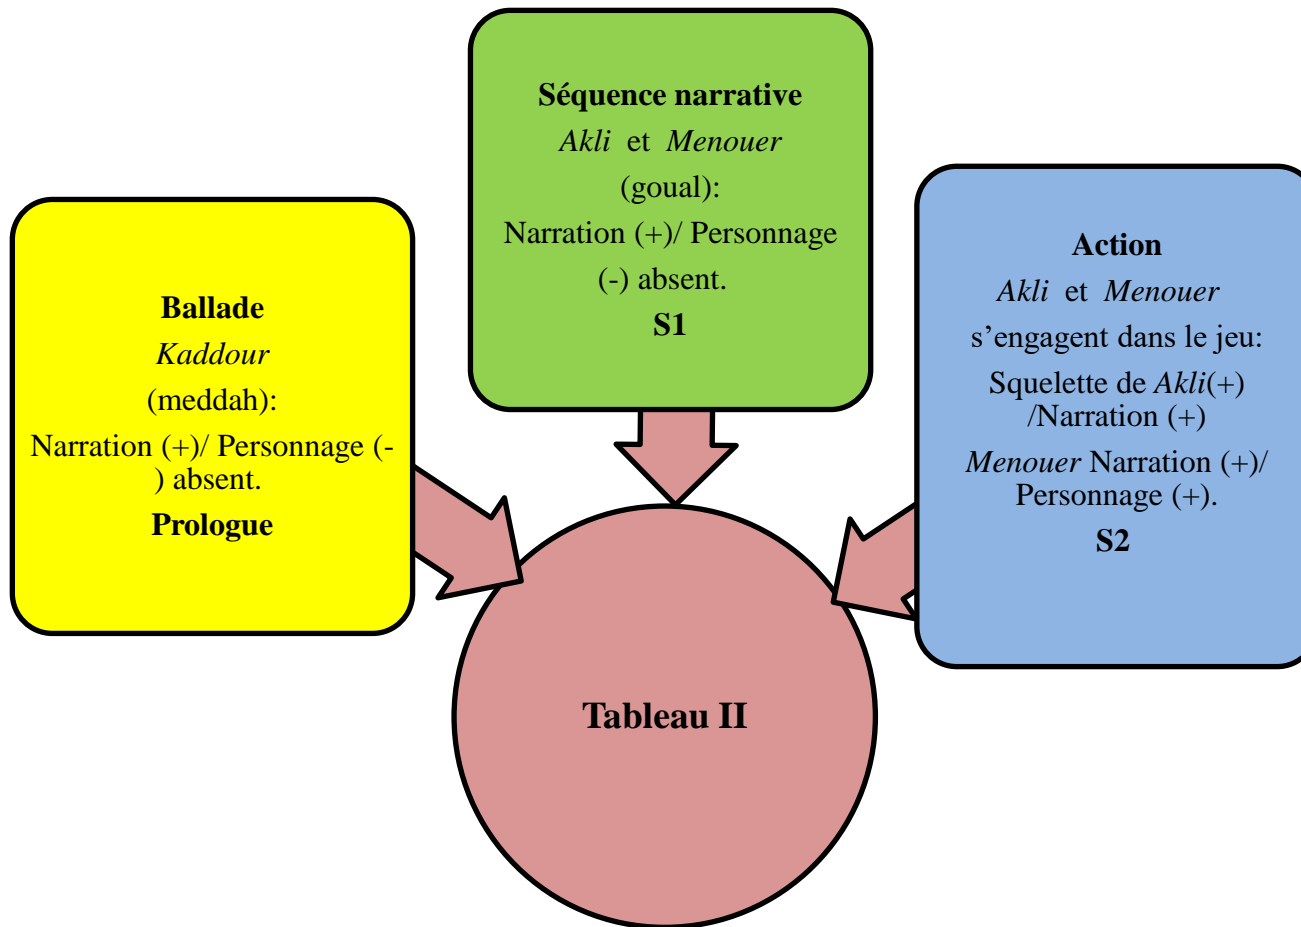 Ballade
Kaddour
(meddah):
Narration (+)/ Personnage (-
) absent.
Prologue
Séquence narrative
Akli et Menouer
(goual):
Narration (+)/ Personnage
(-) absent.
S1
Action
Akli et Menouer
s’engagent dans le jeu:
Squelette de Akli(+)
/Narration (+)
Menouer Narration (+)/
Personnage (+).
S2
Tableau II